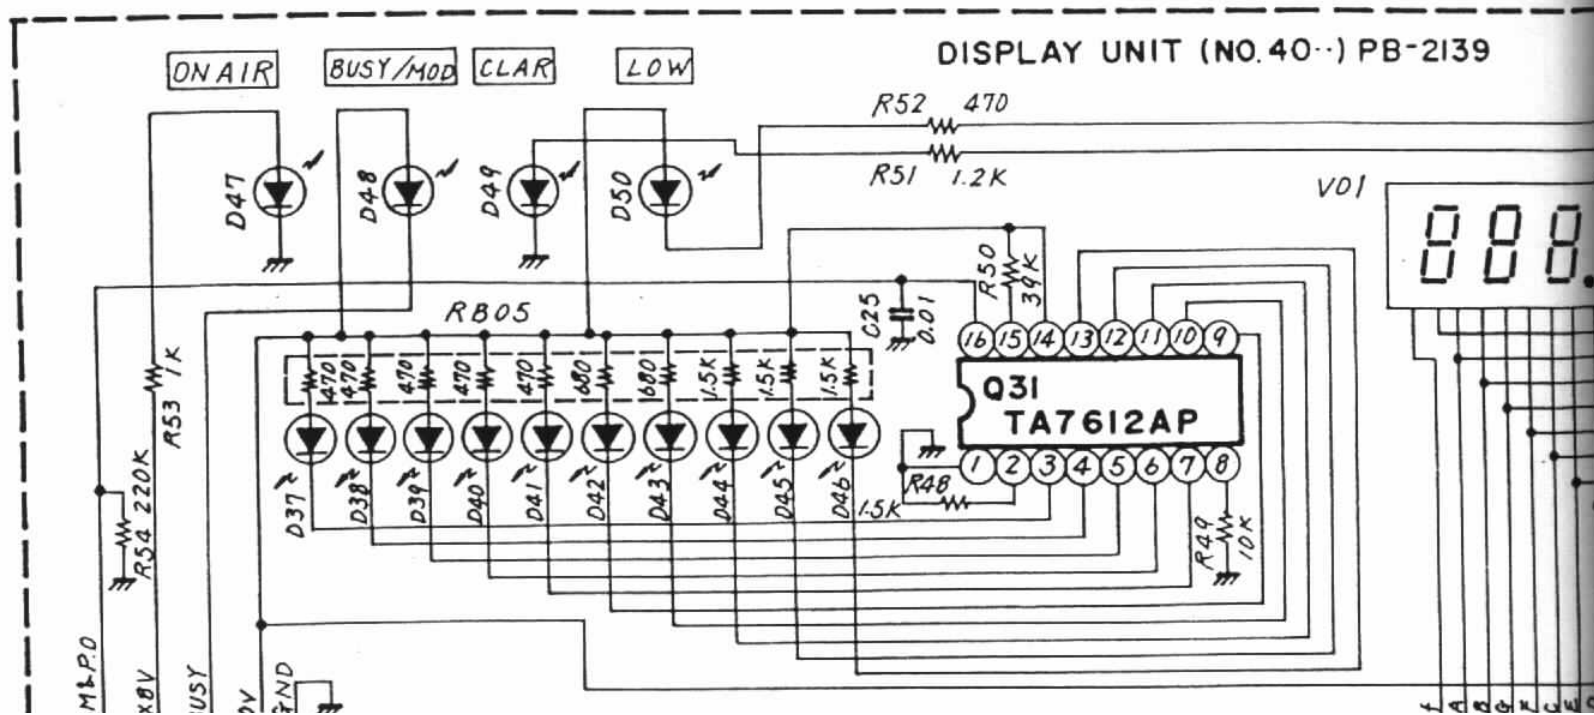 DISPLAY UNIT (NO. 40··) PB-2139
ON AIR
BUSY/MOD
CLAR
LOW
R52 470
R51 1.2K
D47
D48
D49
D50
V01
R50
39K
C25
0.01
RB05
R53 1K
470
470
470
470
470
680
680
1.5K
1.5K
1.5K
16 15 14 13 12 11 10 9
Q31
TA7612AP
1 2 3 4 5 6 7 8
R48
1.5K
R49
10K
D37
D38
D39
D40
D41
D42
D43
D44
D45
D46
R54 220K
GND
f
A
B
G
F
C
E